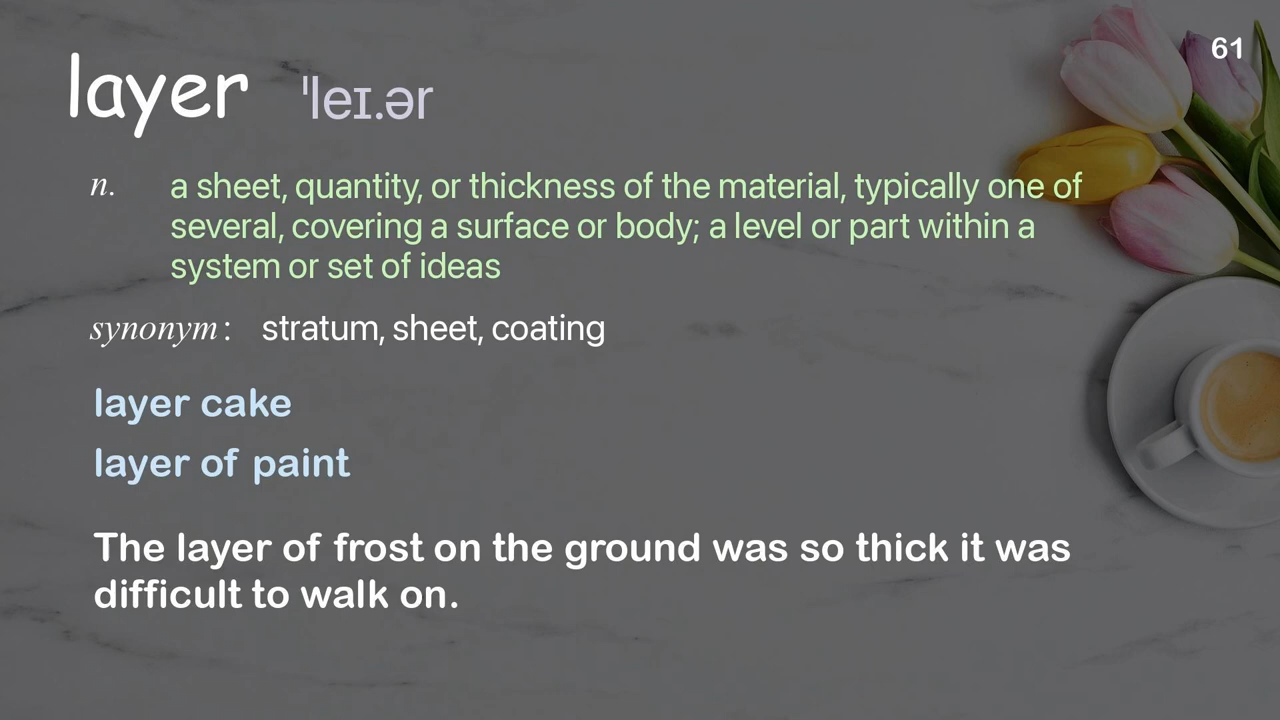 61
layer ˈleɪ.ər
n. a sheet, quantity, or thickness of the material, typically one of
several, covering a surface or body; a level or part within a
system or set of ideas
synonym: stratum, sheet, coating
layer cake
layer of paint
The layer of frost on the ground was so thick it was
difficult to walk on.